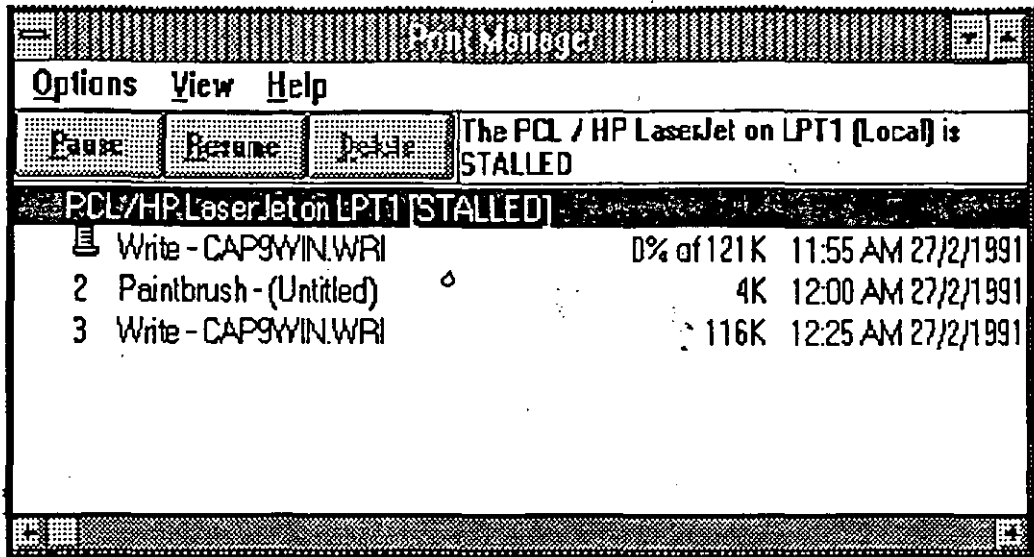 Print Manager
Options View Help
Pause Resume Delete
The PCL / HP LaserJet on LPT1 (Local) is
STALLED
PCL/HP LaserJet on LPT1 [STALLED]
Write - CAP9WIN.WRI 0% of 121K 11:55 AM 27/2/1991
2 Paintbrush - (Untitled) 4K 12:00 AM 27/2/1991
3 Write - CAP9WIN.WRI 116K 12:25 AM 27/2/1991